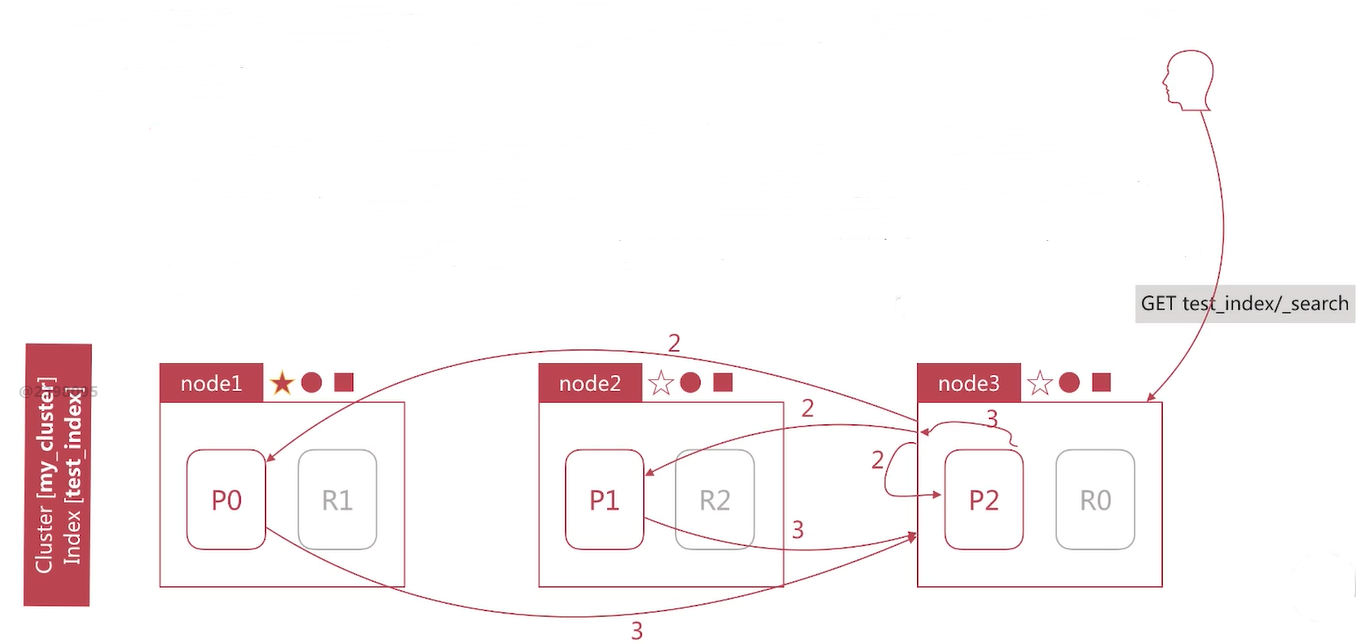 GET test_index/_search
2
node1
node2
node3
2
3
2
P0
R1
P1
R2
P2
R0
3
3
Cluster [my_cluster]
Index [test_index]